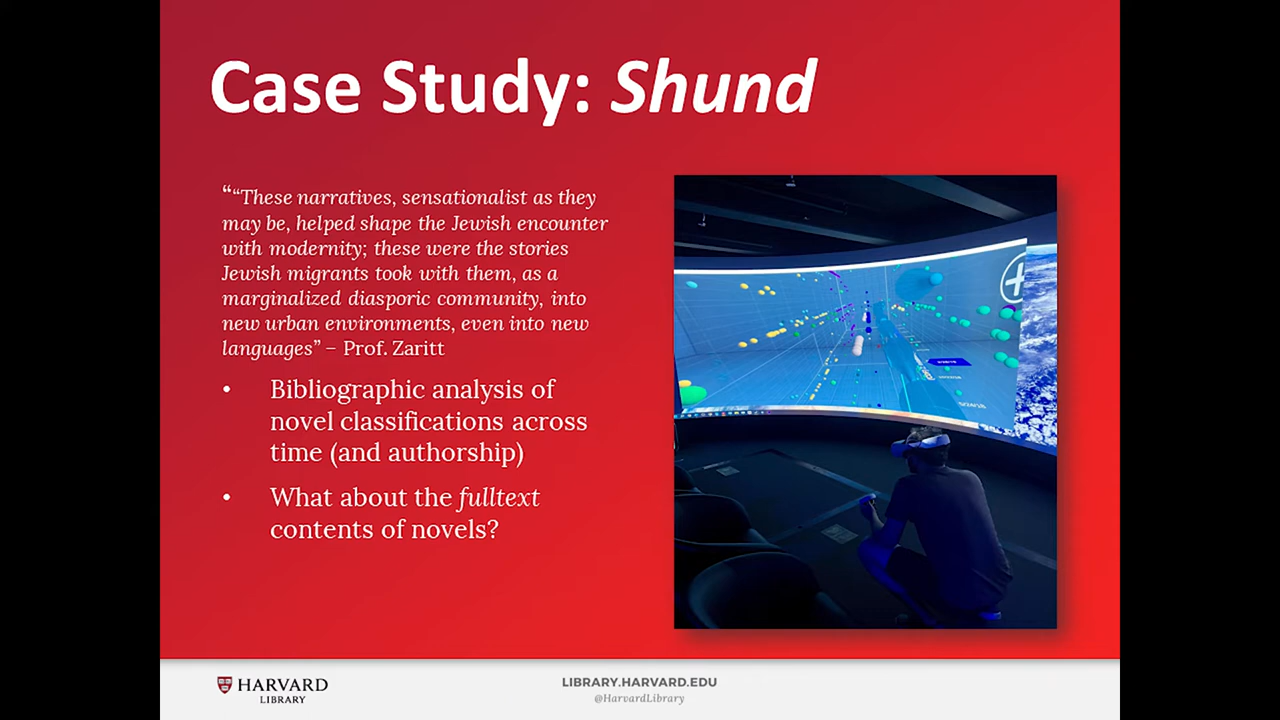 Case Study: Shund
““These narratives, sensationalist as they
may be, helped shape the Jewish encounter
with modernity; these were the stories
Jewish migrants took with them, as a
marginalized diasporic community, into
new urban environments, even into new
languages” – Prof. Zaritt
• Bibliographic analysis of
novel classifications across
time (and authorship)
• What about the fulltext
contents of novels?
HARVARD
LIBRARY
LIBRARY.HARVARD.EDU
@HarvardLibrary